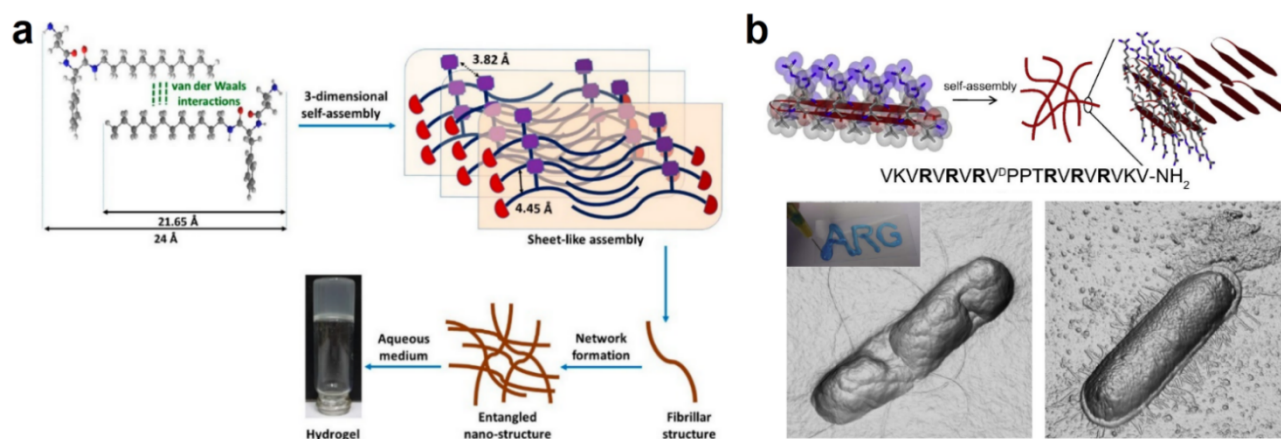 a
van der Waals
interactions
21.65 Å
24 Å
3-dimensional
self-assembly
3.82 Å
4.45 Å
Sheet-like assembly
Network
formation
Fibrillar
structure
Aqueous
medium
Entangled
nano-structure
Hydrogel
b
self-assembly
VKVRVRVRVᴰPPTRVRVRVKV-NH₂
ARG